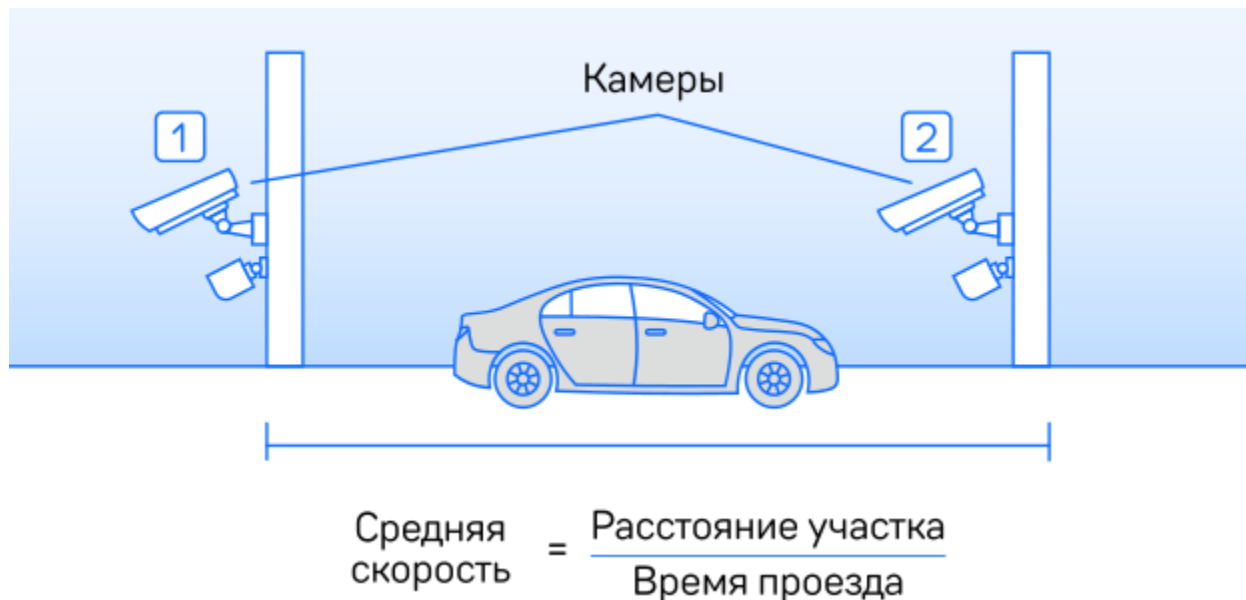 Камеры
1
2
Средняя
скорость
=
Расстояние участка
Время проезда